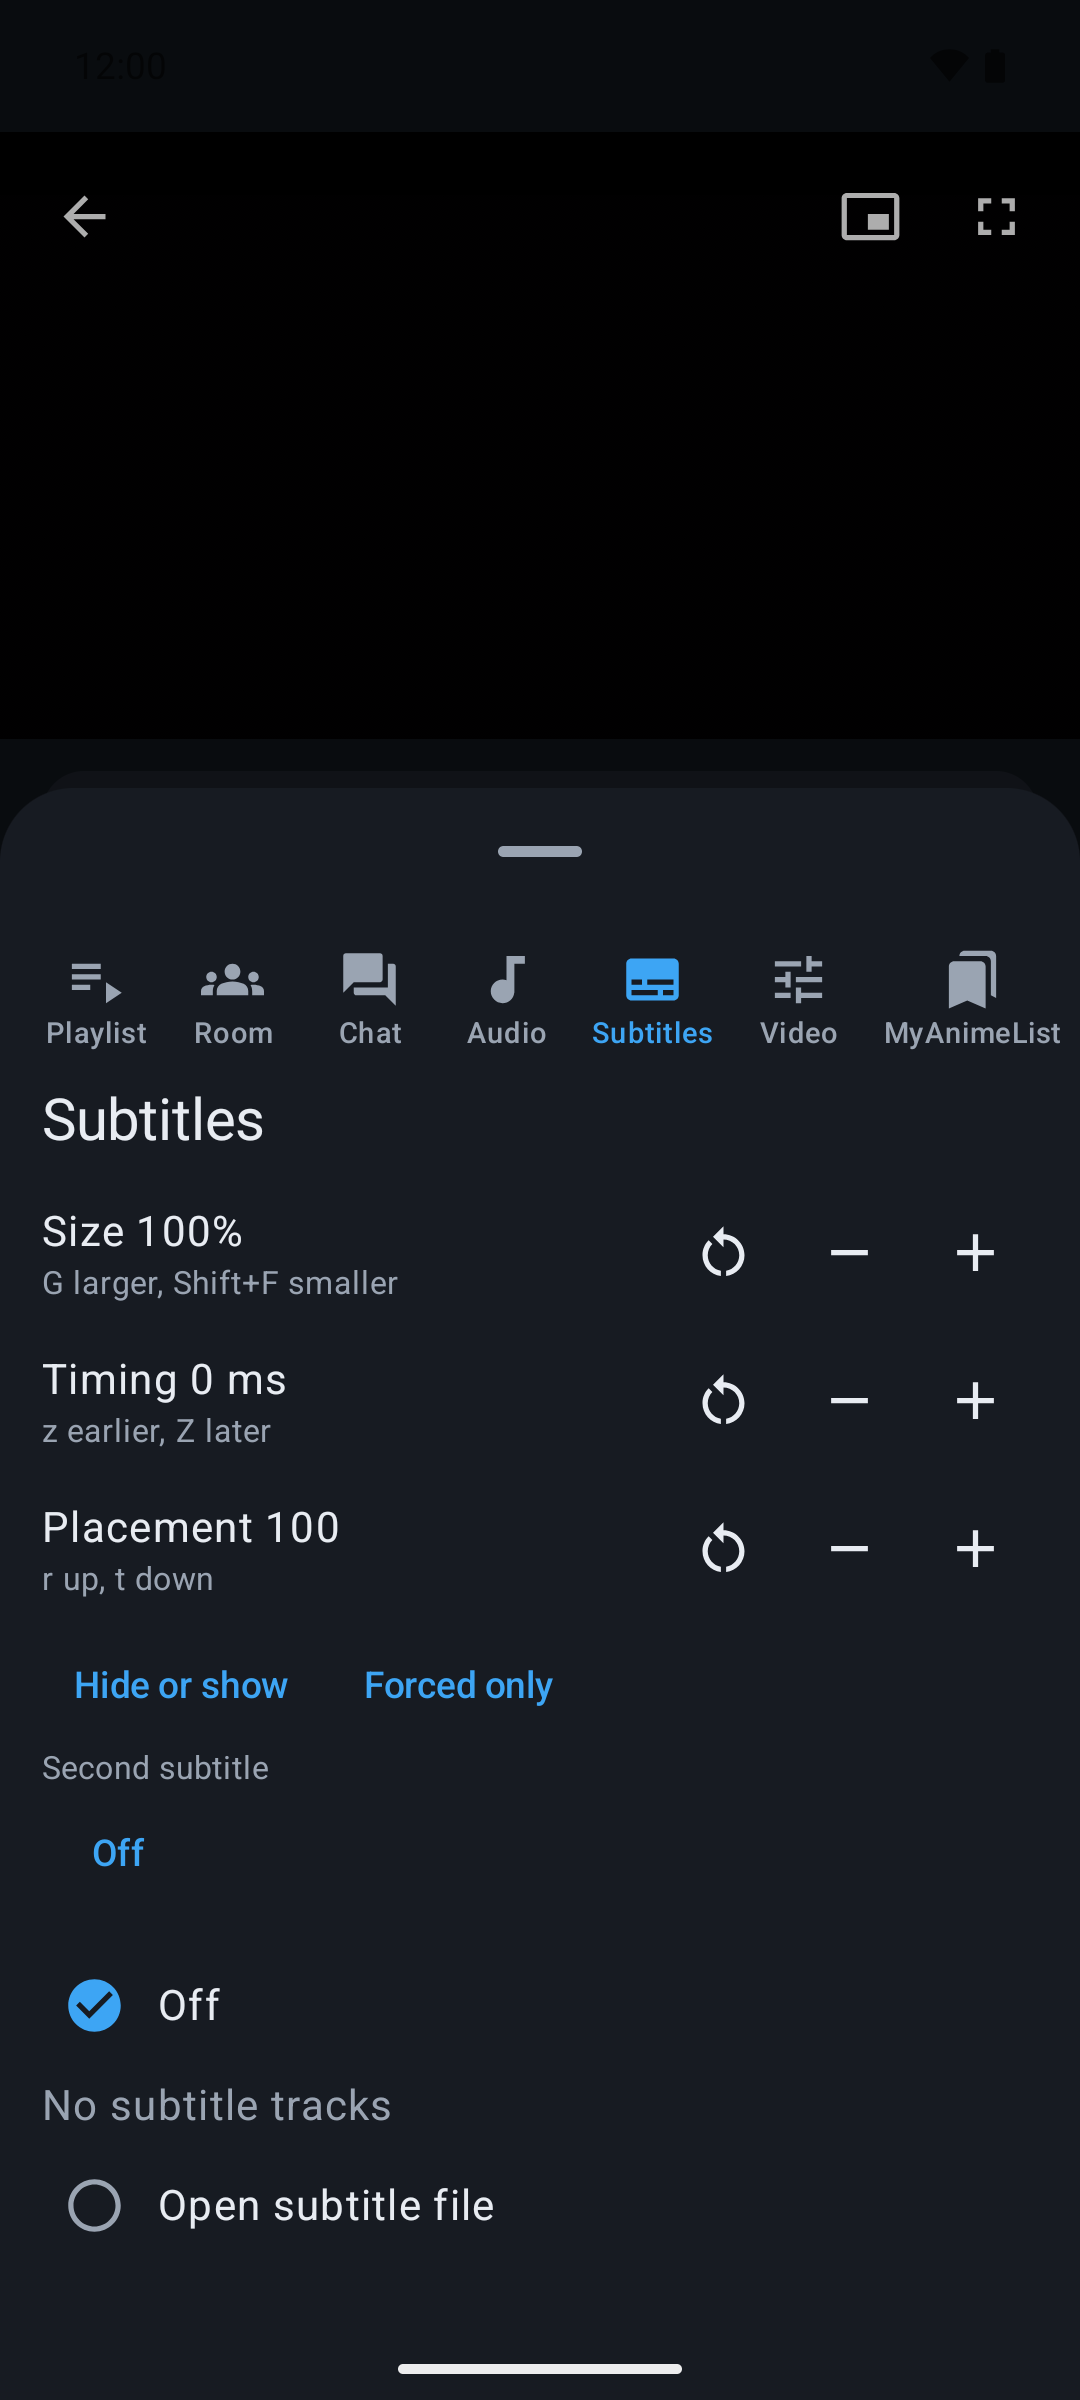 12:00
Playlist Room Chat Audio Subtitles Video MyAnimeList
Subtitles
Size 100%
G larger, Shift+F smaller
Timing 0 ms
z earlier, Z later
Placement 100
r up, t down
Hide or show Forced only
Second subtitle
Off
Off
No subtitle tracks
Open subtitle file